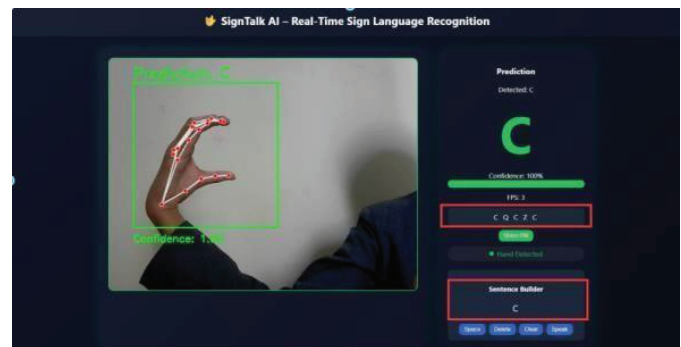 SignTalk AI – Real-Time Sign Language Recognition
Prediction: C
Confidence: 1.
Prediction
Detected: C
C
Confidence: 100%
FPS: 3
C Q C Z C
Hand Detected
Sentence Builder
C
Space Delete Clear Speak